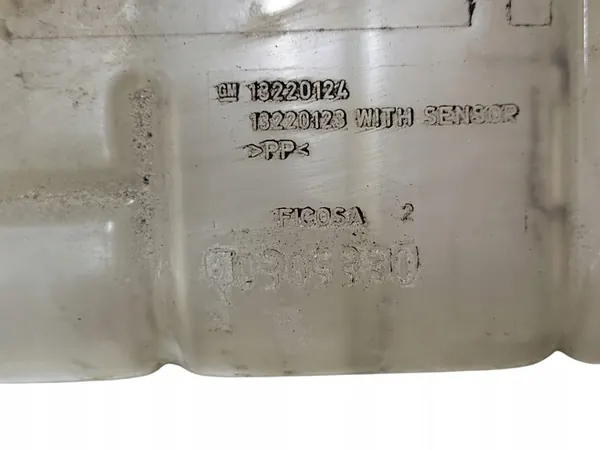 GM 13220124
13220123 WITH SENSOR
>PP<
FICOSA 2